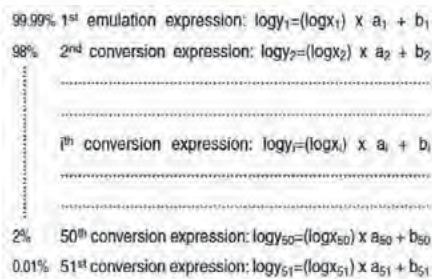 99.99% 1st emulation expression: logy₁=(logx₁) x a₁ + b₁
98% 2nd conversion expression: logy₂=(logx₂) x a₂ + b₂
ith conversion expression: logyᵢ=(logxᵢ) x aᵢ + bᵢ
2% 50th conversion expression: logy₅₀=(logx₅₀) x a₅₀ + b₅₀
0.01% 51st conversion expression: logy₅₁=(logx₅₁) x a₅₁ + b₅₁